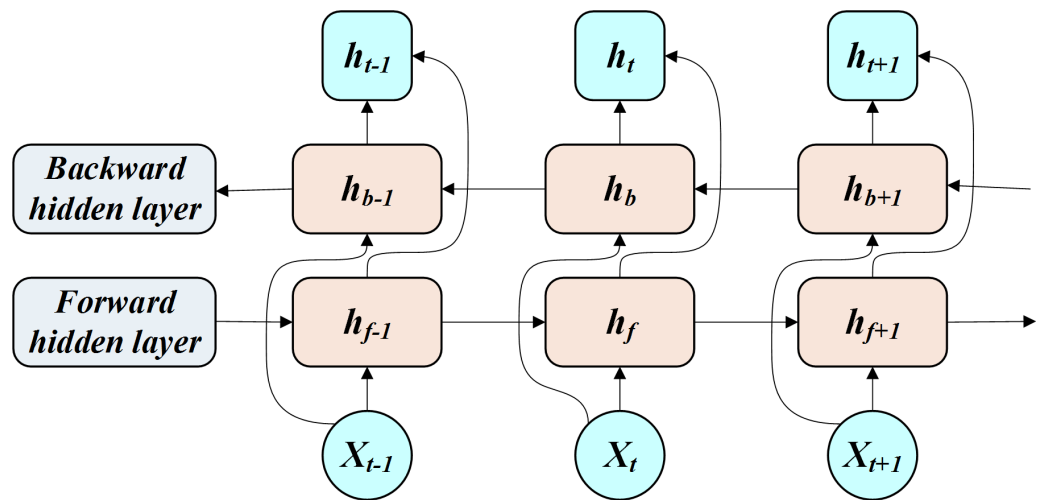 h_{t-1} h_t h_{t+1}
Backward
hidden layer
h_{b-1} h_b h_{b+1}
Forward
hidden layer
h_{f-1} h_f h_{f+1}
X_{t-1} X_t X_{t+1}